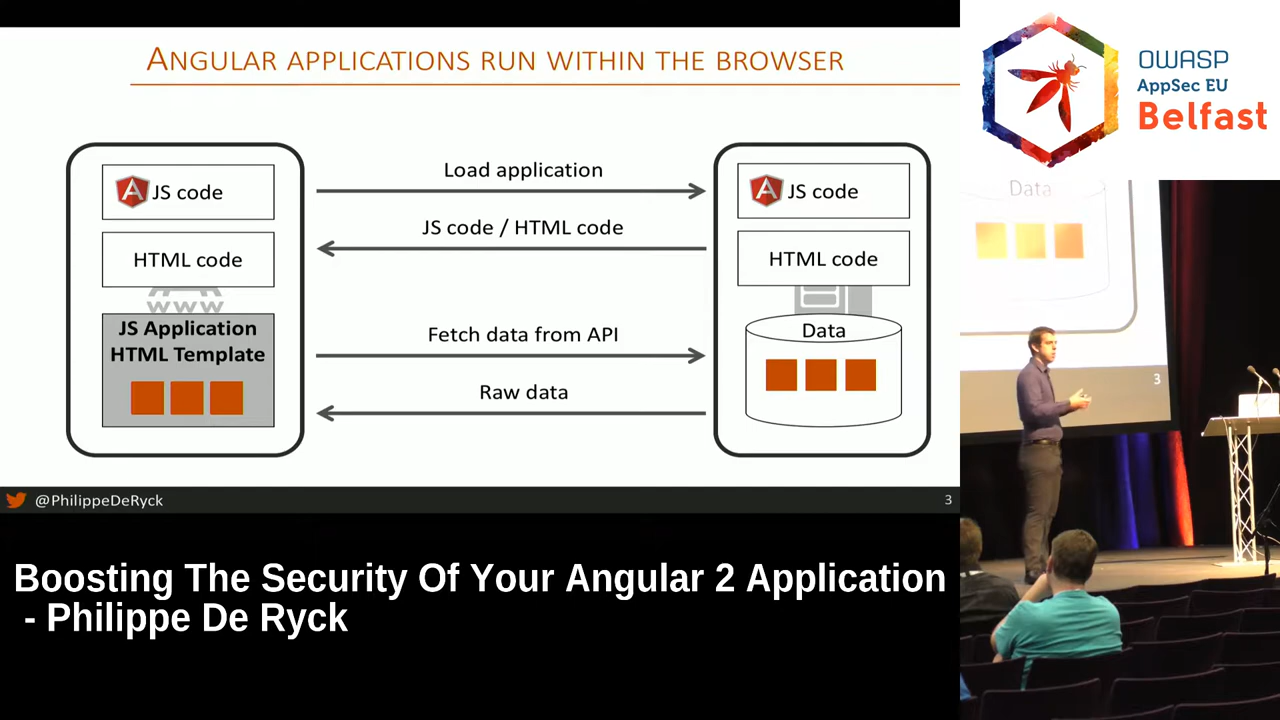 ANGULAR APPLICATIONS RUN WITHIN THE BROWSER
JS code
HTML code
www
JS Application
HTML Template
Load application
JS code / HTML code
Fetch data from API
Raw data
JS code
HTML code
Data
@PhilippeDeRyck
3
OWASP
AppSec EU
Belfast
Data
3
Boosting The Security Of Your Angular 2 Application
- Philippe De Ryck